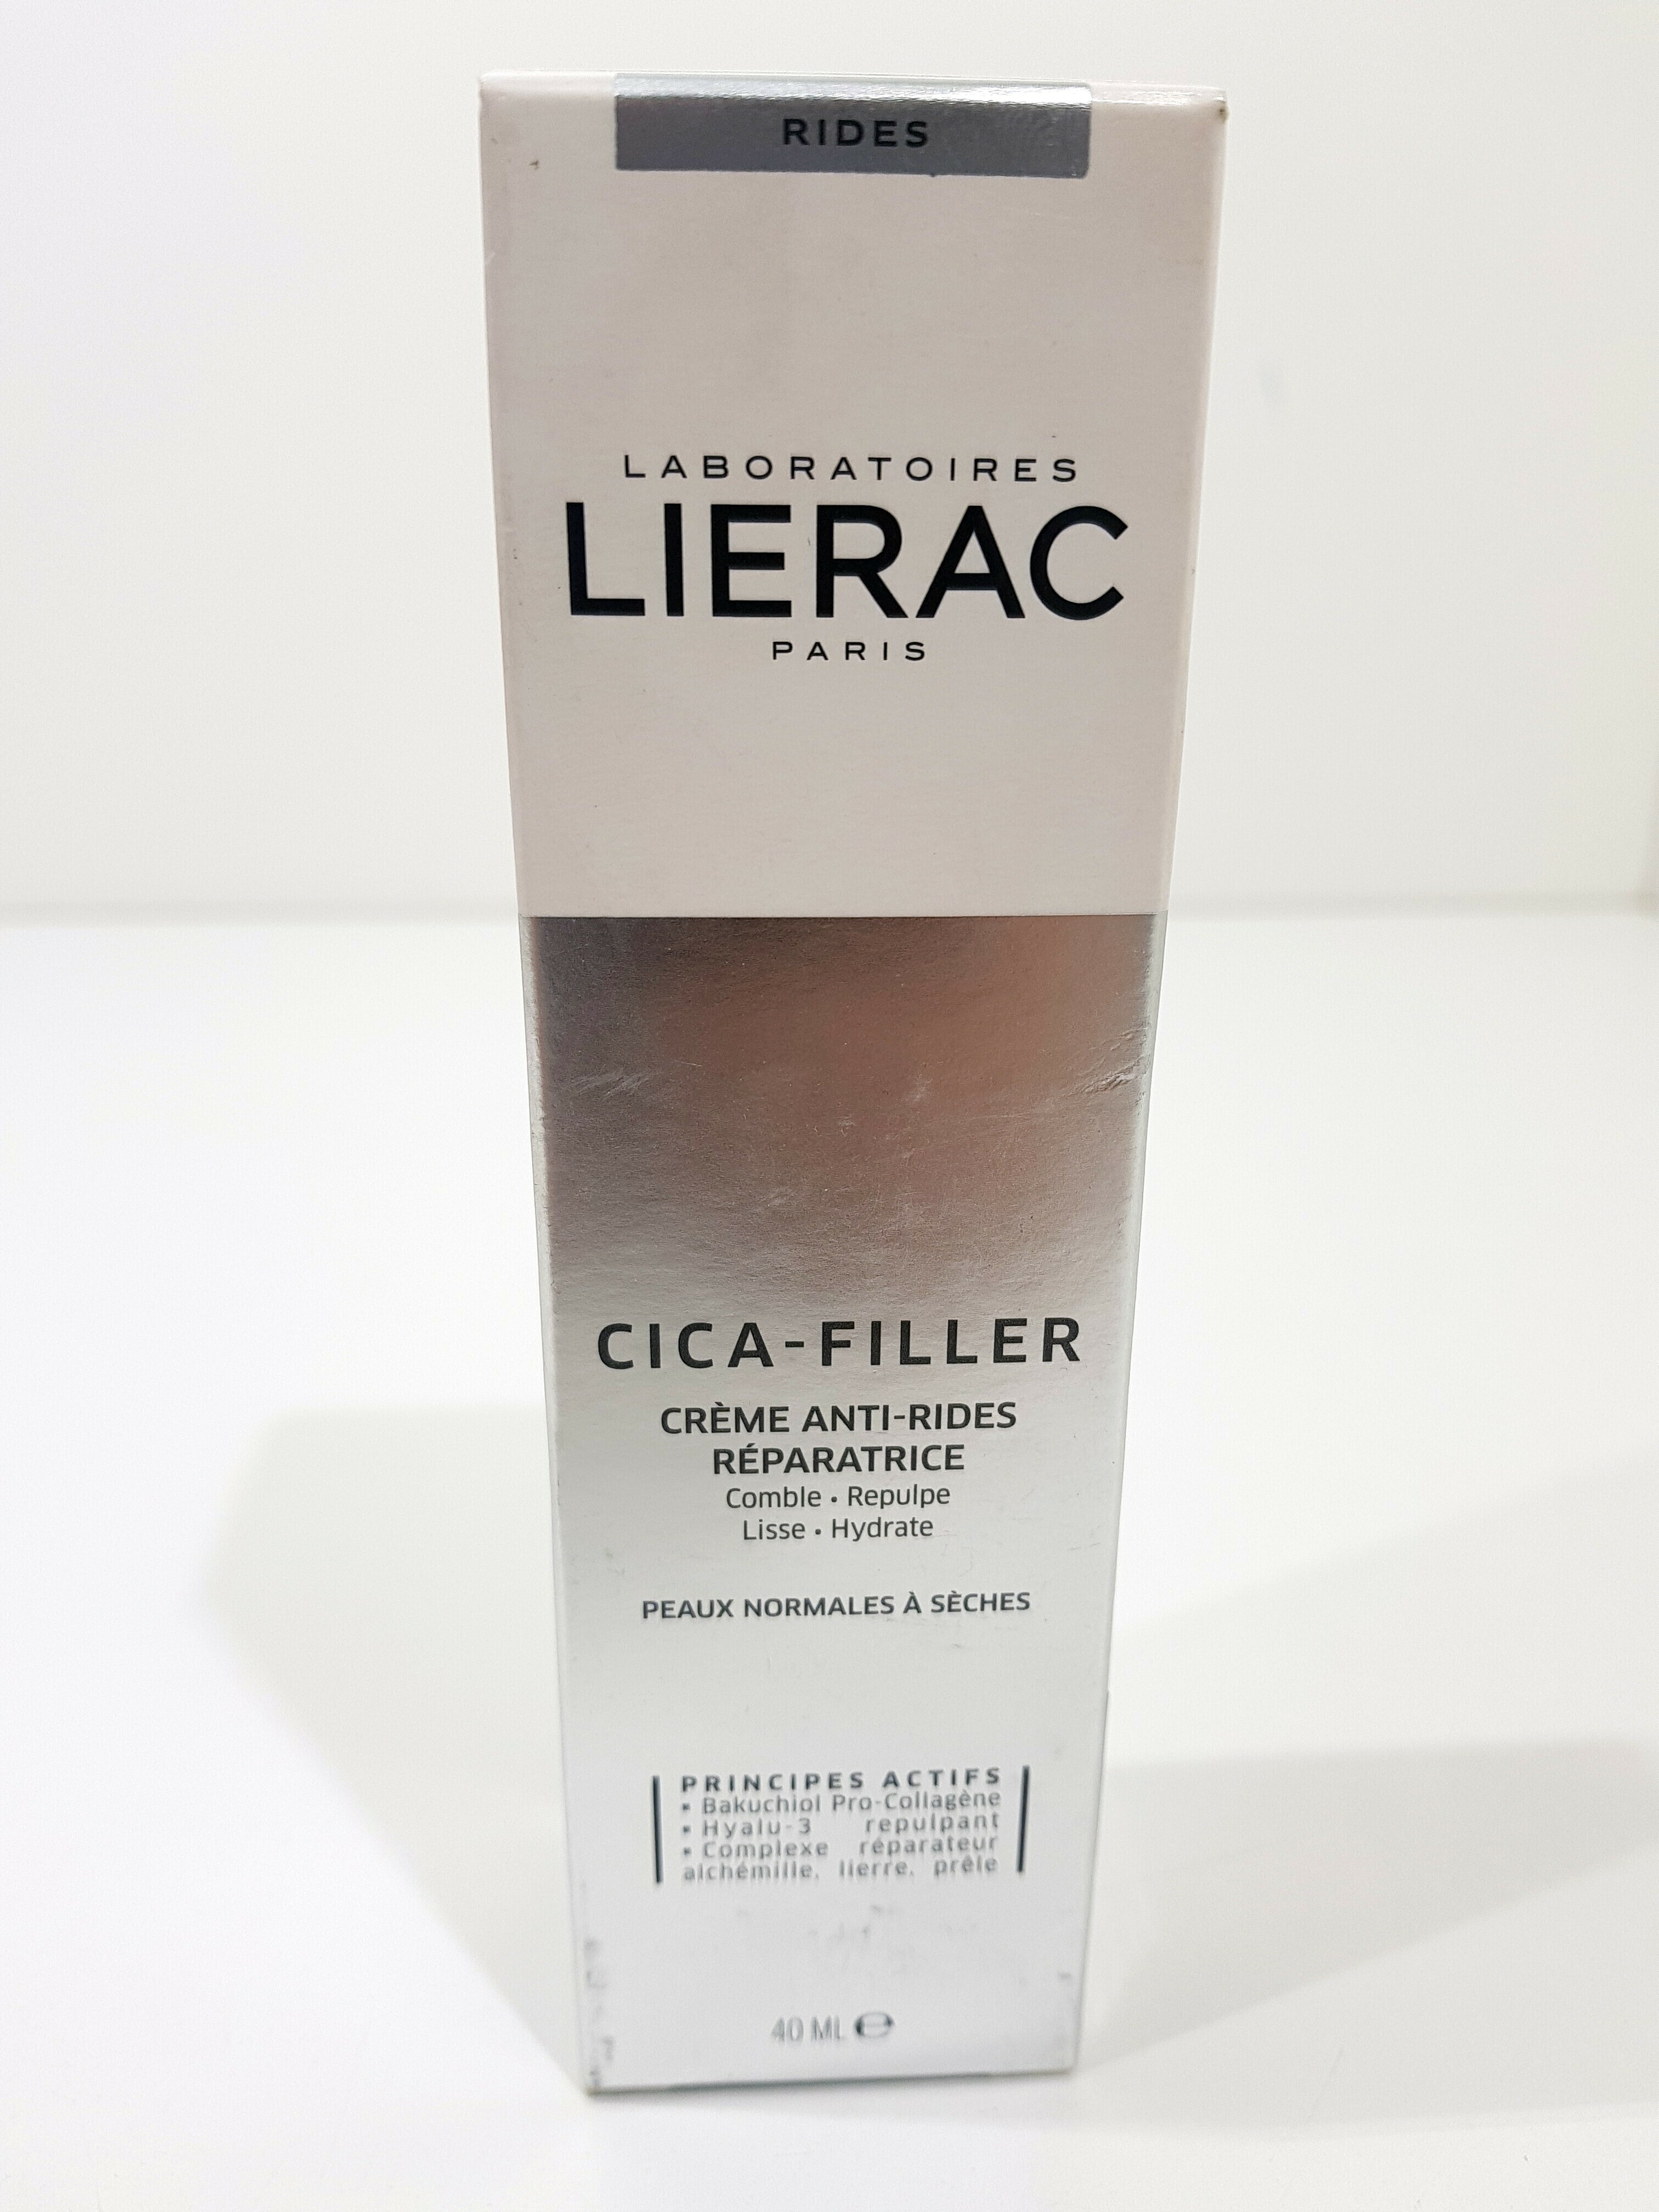 RIDES
LABORATOIRES
LIERAC
PARIS
CICA-FILLER
CRÈME ANTI-RIDES
RÉPARATRICE
Comble • Repulpe
Lisse • Hydrate
PEAUX NORMALES À SÈCHES
PRINCIPES ACTIFS
• Bakuchiol Pro-Collagène
• Hyalu-3 repulpant
• Complexe réparateur
alchémille, lierre, prêle
40 ML ℮